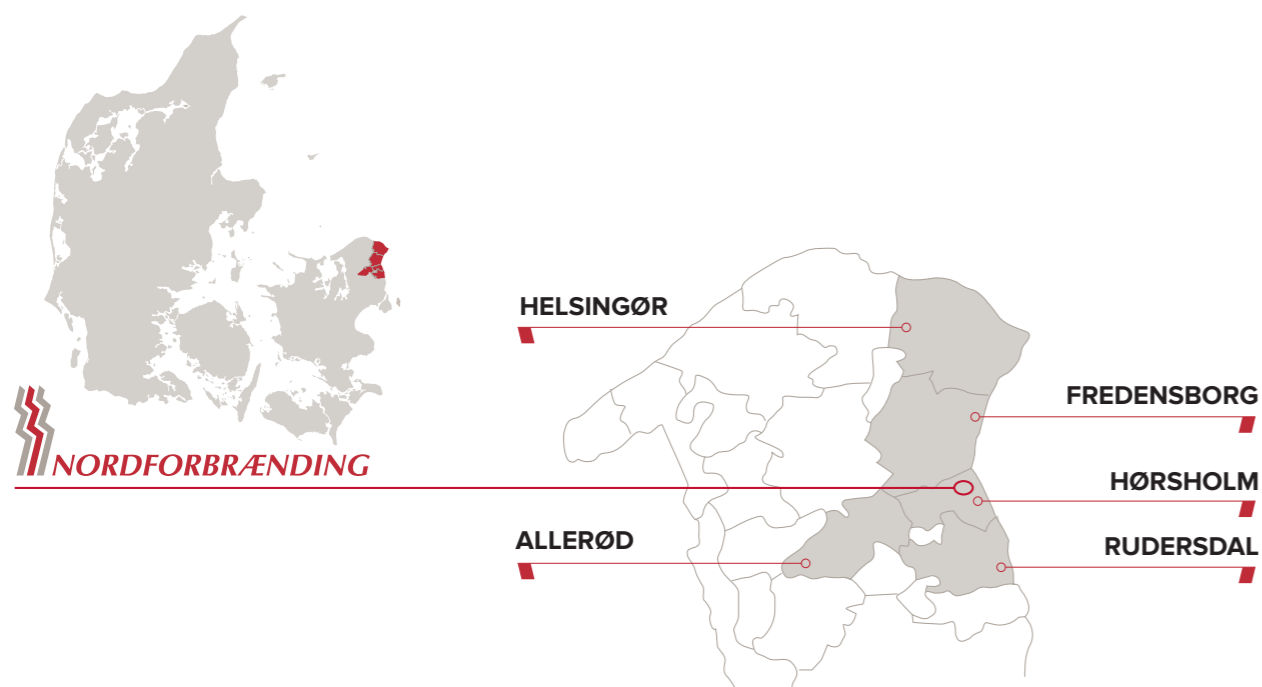 HELSINGØR
FREDENSBORG
NORDFORBRÆNDING
HØRSHOLM
ALLERØD
RUDERSDAL